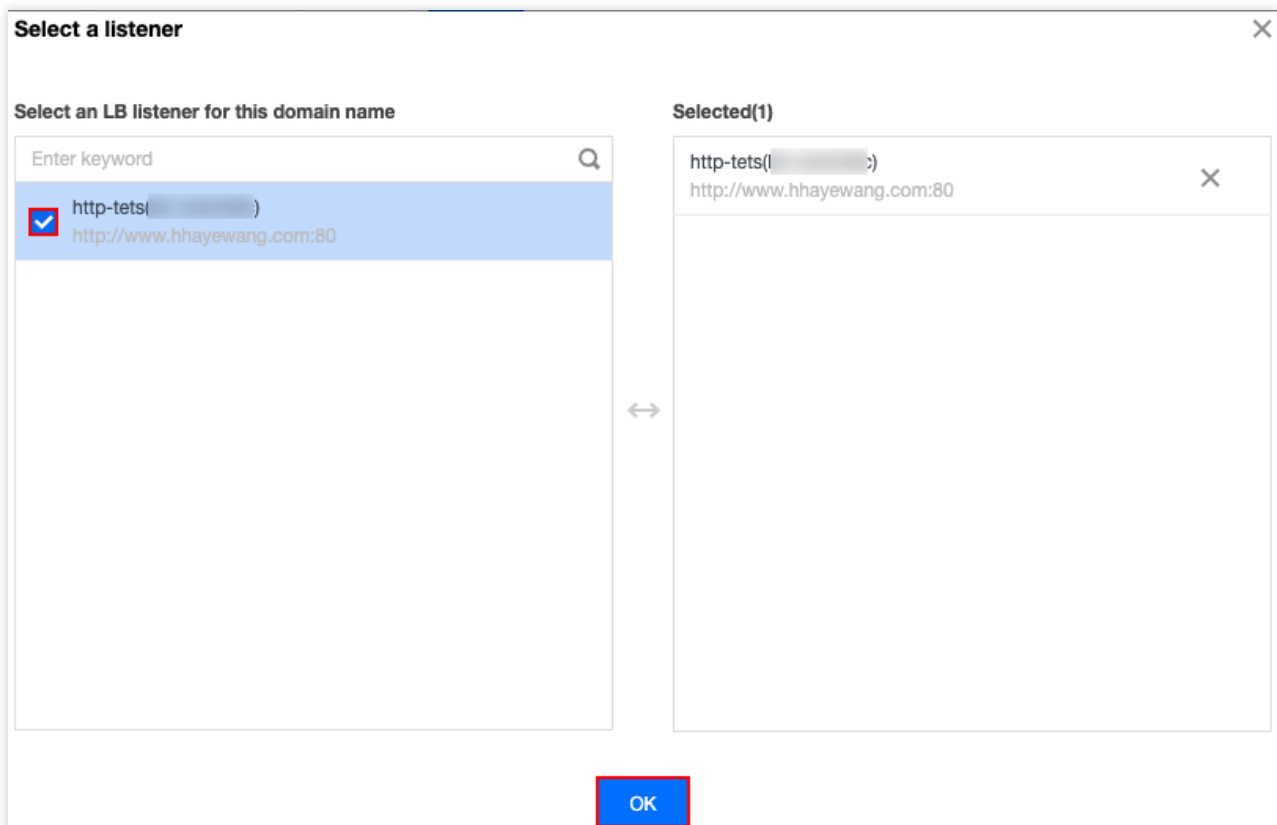 Select a listener
Select an LB listener for this domain name
Enter keyword
http-tets( )
http://www.hhayewang.com:80
Selected(1)
http-tets( )
http://www.hhayewang.com:80
OK